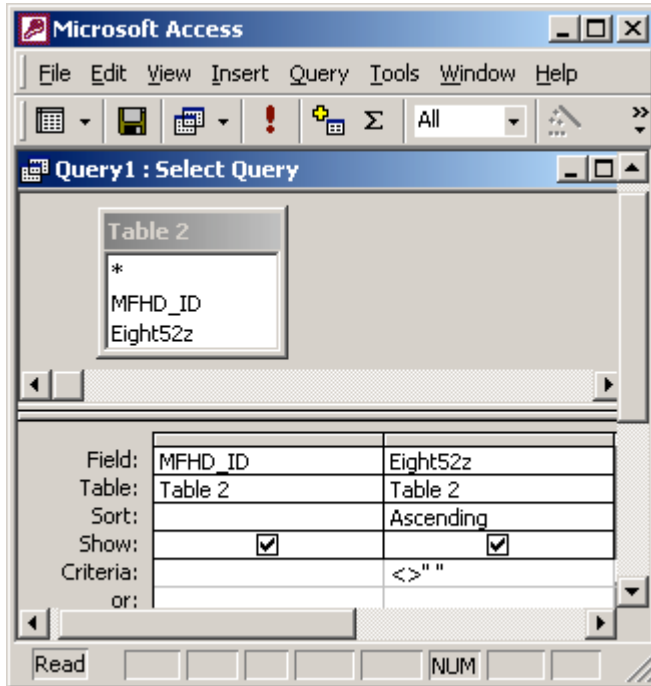 Microsoft Access
File Edit View Insert Query Tools Window Help
Σ All
Query1 : Select Query
Table 2
*
MFHD_ID
Eight52z
Field: MFHD_ID Eight52z
Table: Table 2 Table 2
Sort: Ascending
Show:
Criteria: <>" "
or:
Read NUM